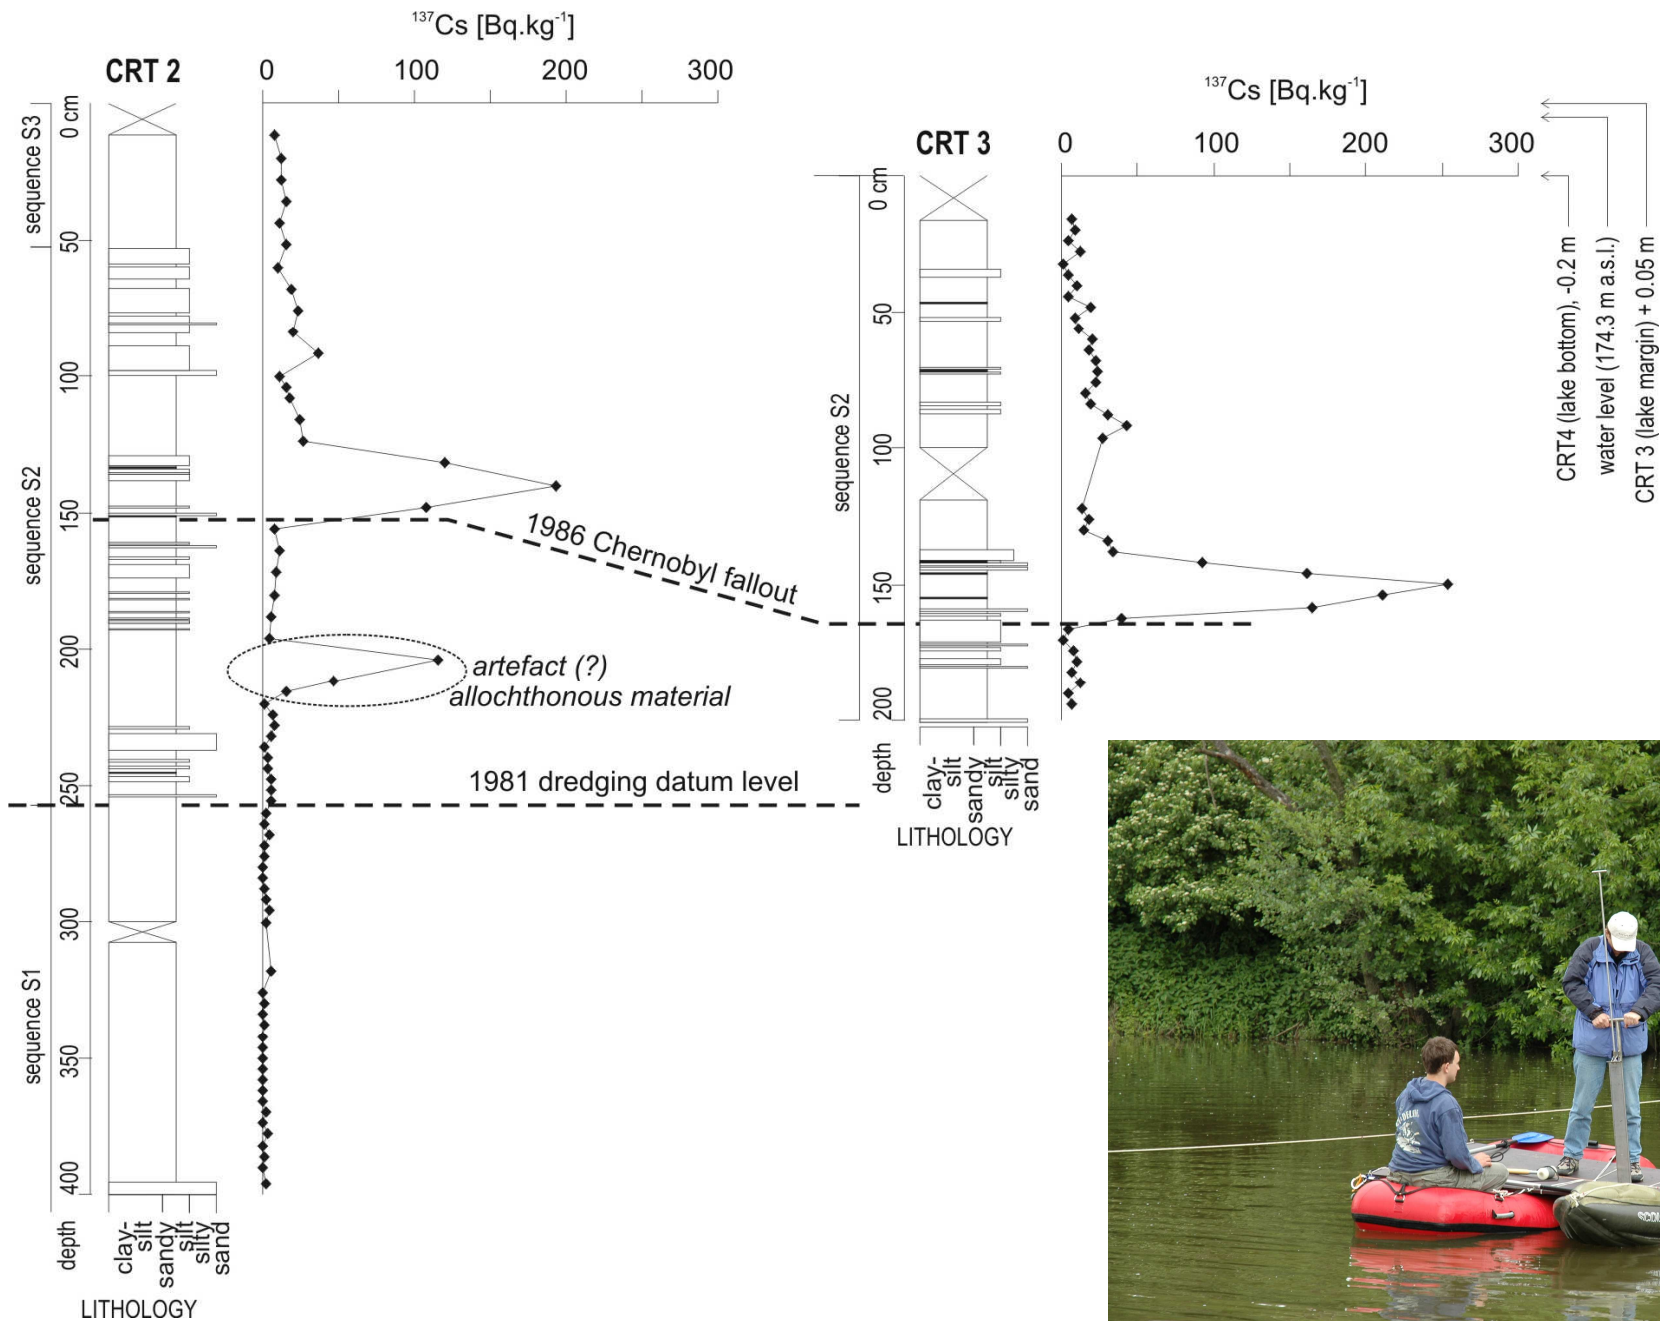 137Cs [Bq.kg-1]
CRT 2
0 100 200 300
sequence S3
sequence S2
sequence S1
0 cm
50
100
150
200
250
300
350
400
depth
clay-
silt
sandy
silt
silty
sand
LITHOLOGY
1986 Chernobyl fallout
artefact (?)
allochthonous material
1981 dredging datum level
137Cs [Bq.kg-1]
CRT 3
0 100 200 300
sequence S2
0 cm
50
100
150
200
depth
clay-
silt
sandy
silt
silty
sand
LITHOLOGY
CRT4 (lake bottom), -0.2 m
water level (174.3 m a.s.l.)
CRT 3 (lake margin) + 0.05 m